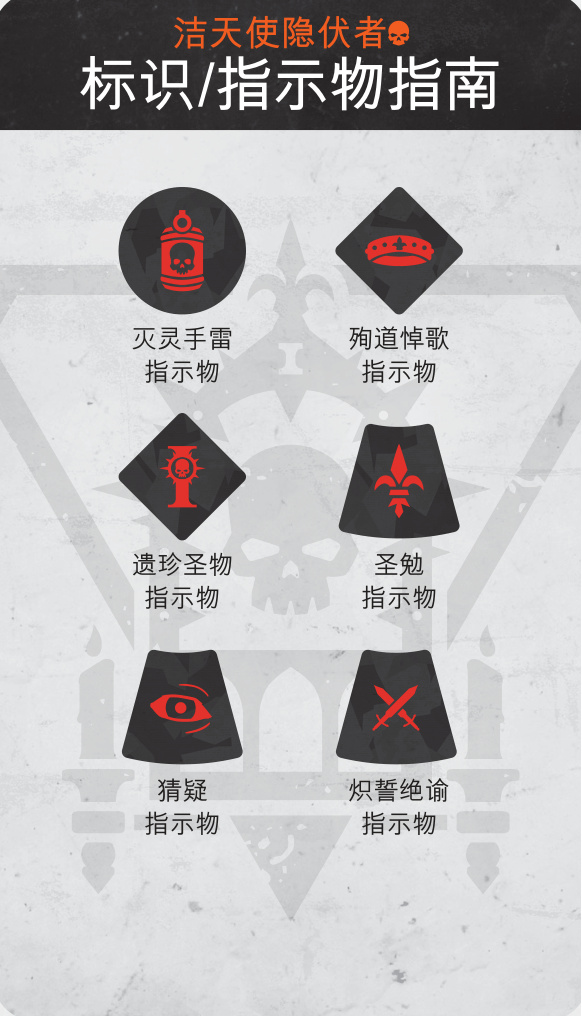 洁天使隐伏者
标识/指示物指南
灭灵手雷
指示物
殉道悼歌
指示物
遗珍圣物
指示物
圣勉
指示物
猜疑
指示物
炽誓绝谕
指示物